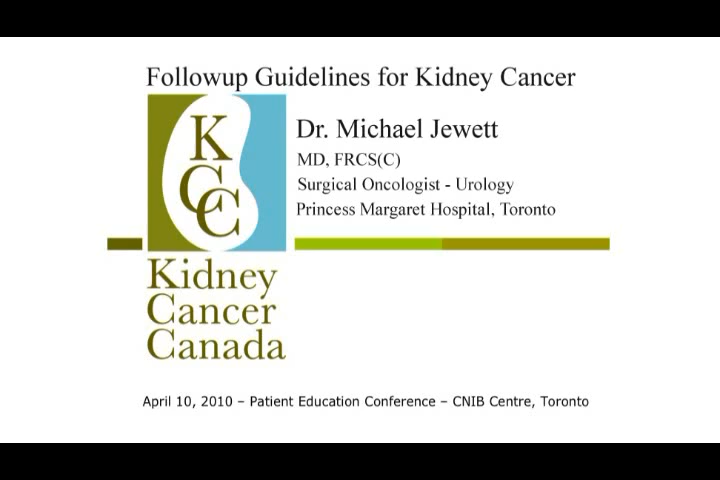 Followup Guidelines for Kidney Cancer
K
C
C
Dr. Michael Jewett
MD, FRCS(C)
Surgical Oncologist - Urology
Princess Margaret Hospital, Toronto
Kidney
Cancer
Canada
April 10, 2010 – Patient Education Conference – CNIB Centre, Toronto